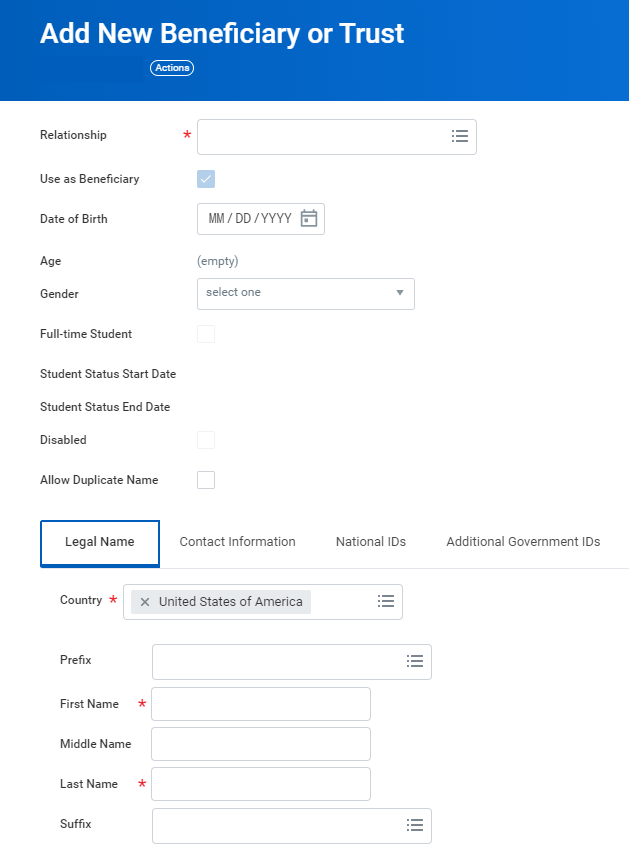 Add New Beneficiary or Trust
Actions
Relationship *
Use as Beneficiary
Date of Birth MM / DD / YYYY
Age (empty)
Gender select one
Full-time Student
Student Status Start Date
Student Status End Date
Disabled
Allow Duplicate Name
Legal Name Contact Information National IDs Additional Government IDs
Country * × United States of America
Prefix
First Name *
Middle Name
Last Name *
Suffix